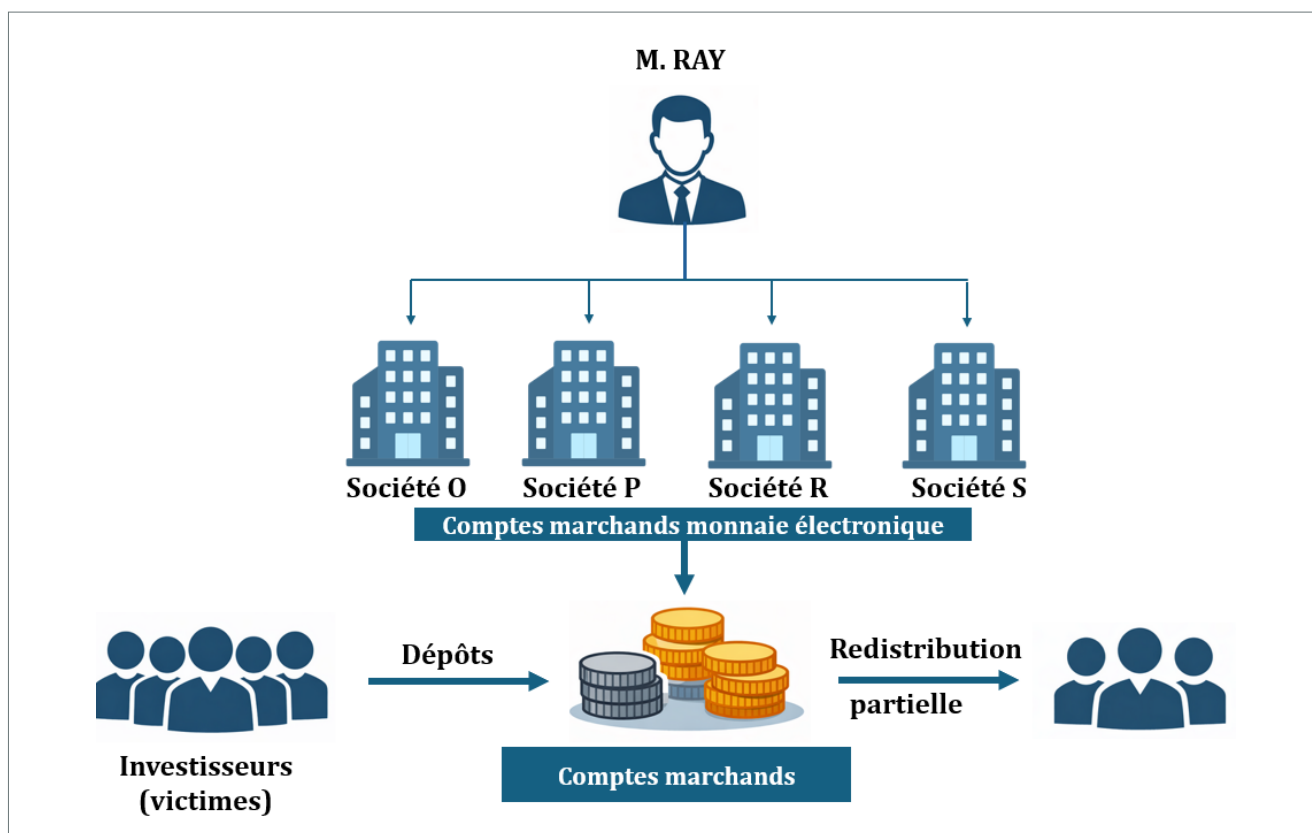 M. RAY
Société O
Société P
Société R
Société S
Comptes marchands monnaie électronique
Dépôts
Redistribution
partielle
Investisseurs
(victimes)
Comptes marchands